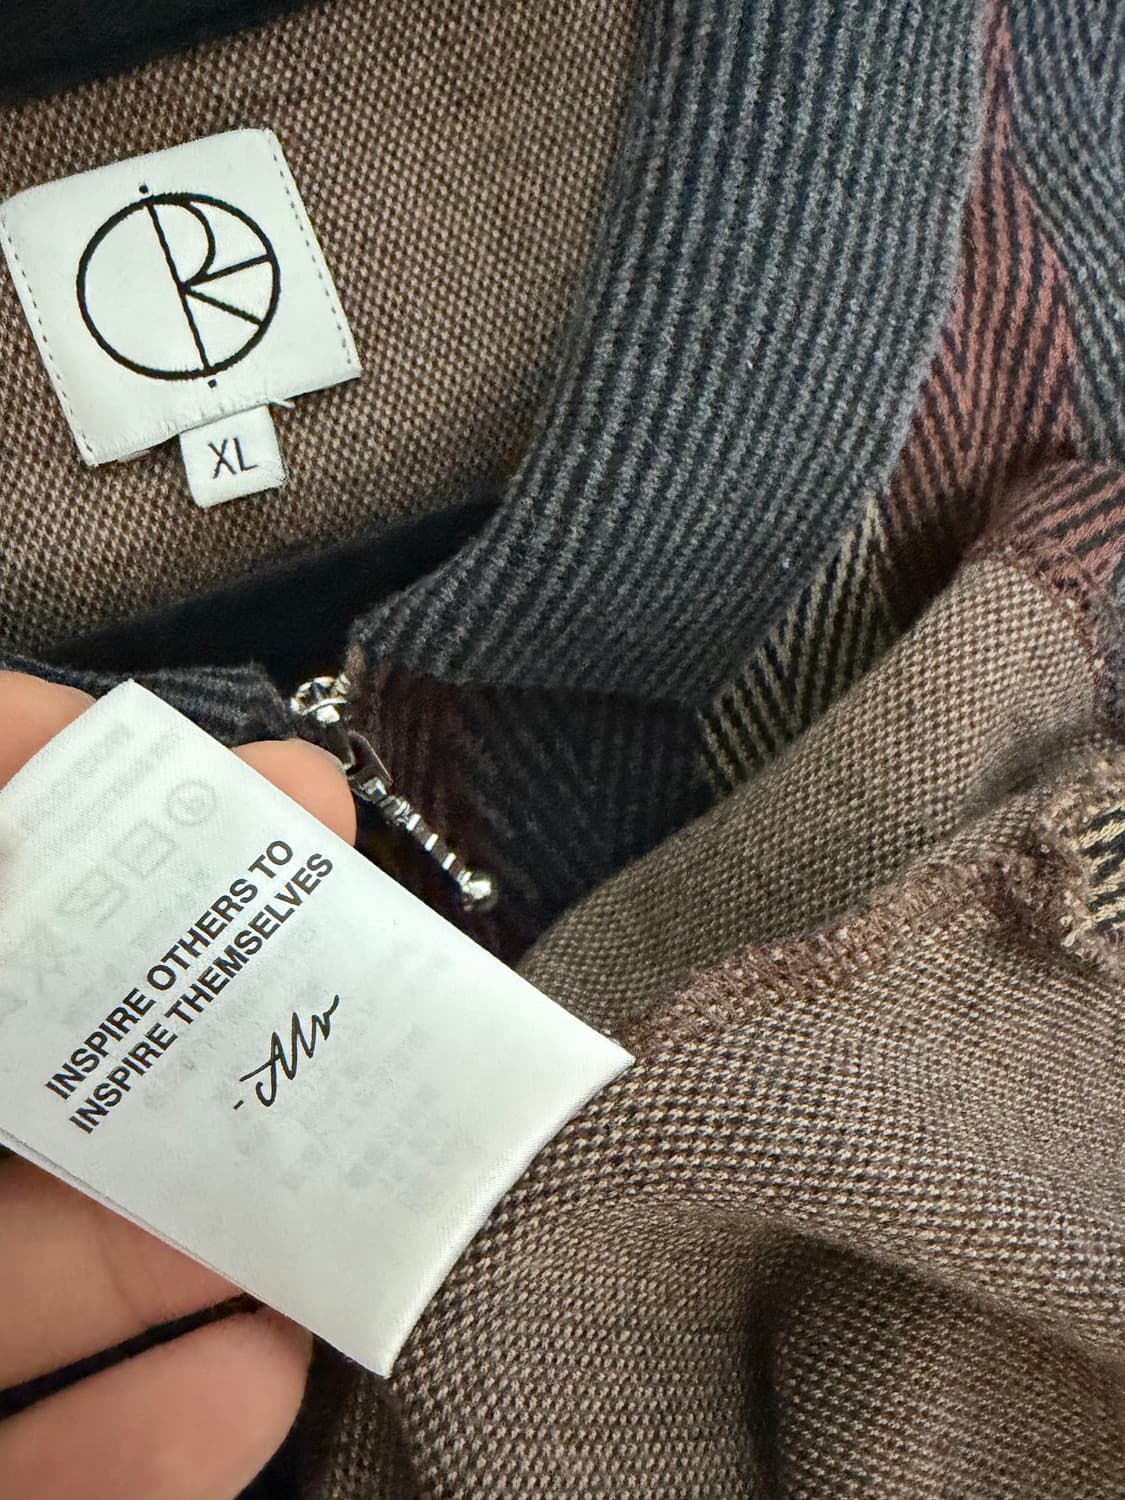 XL
INSPIRE OTHERS TO
INSPIRE THEMSELVES